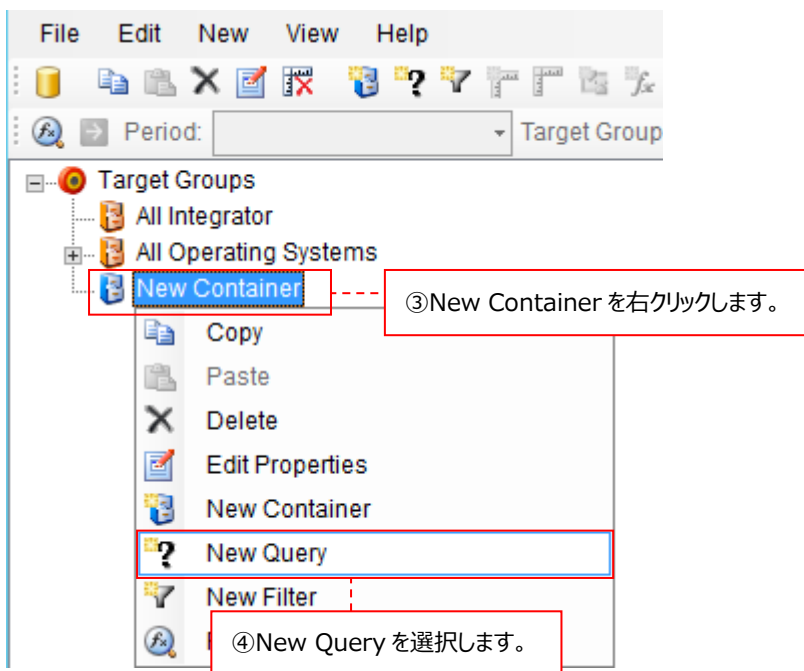 File Edit New View Help
Period: Target Group
Target Groups
All Integrator
All Operating Systems
New Container
③New Container を右クリックします。
Copy
Paste
Delete
Edit Properties
New Container
New Query
New Filter
④New Query を選択します。